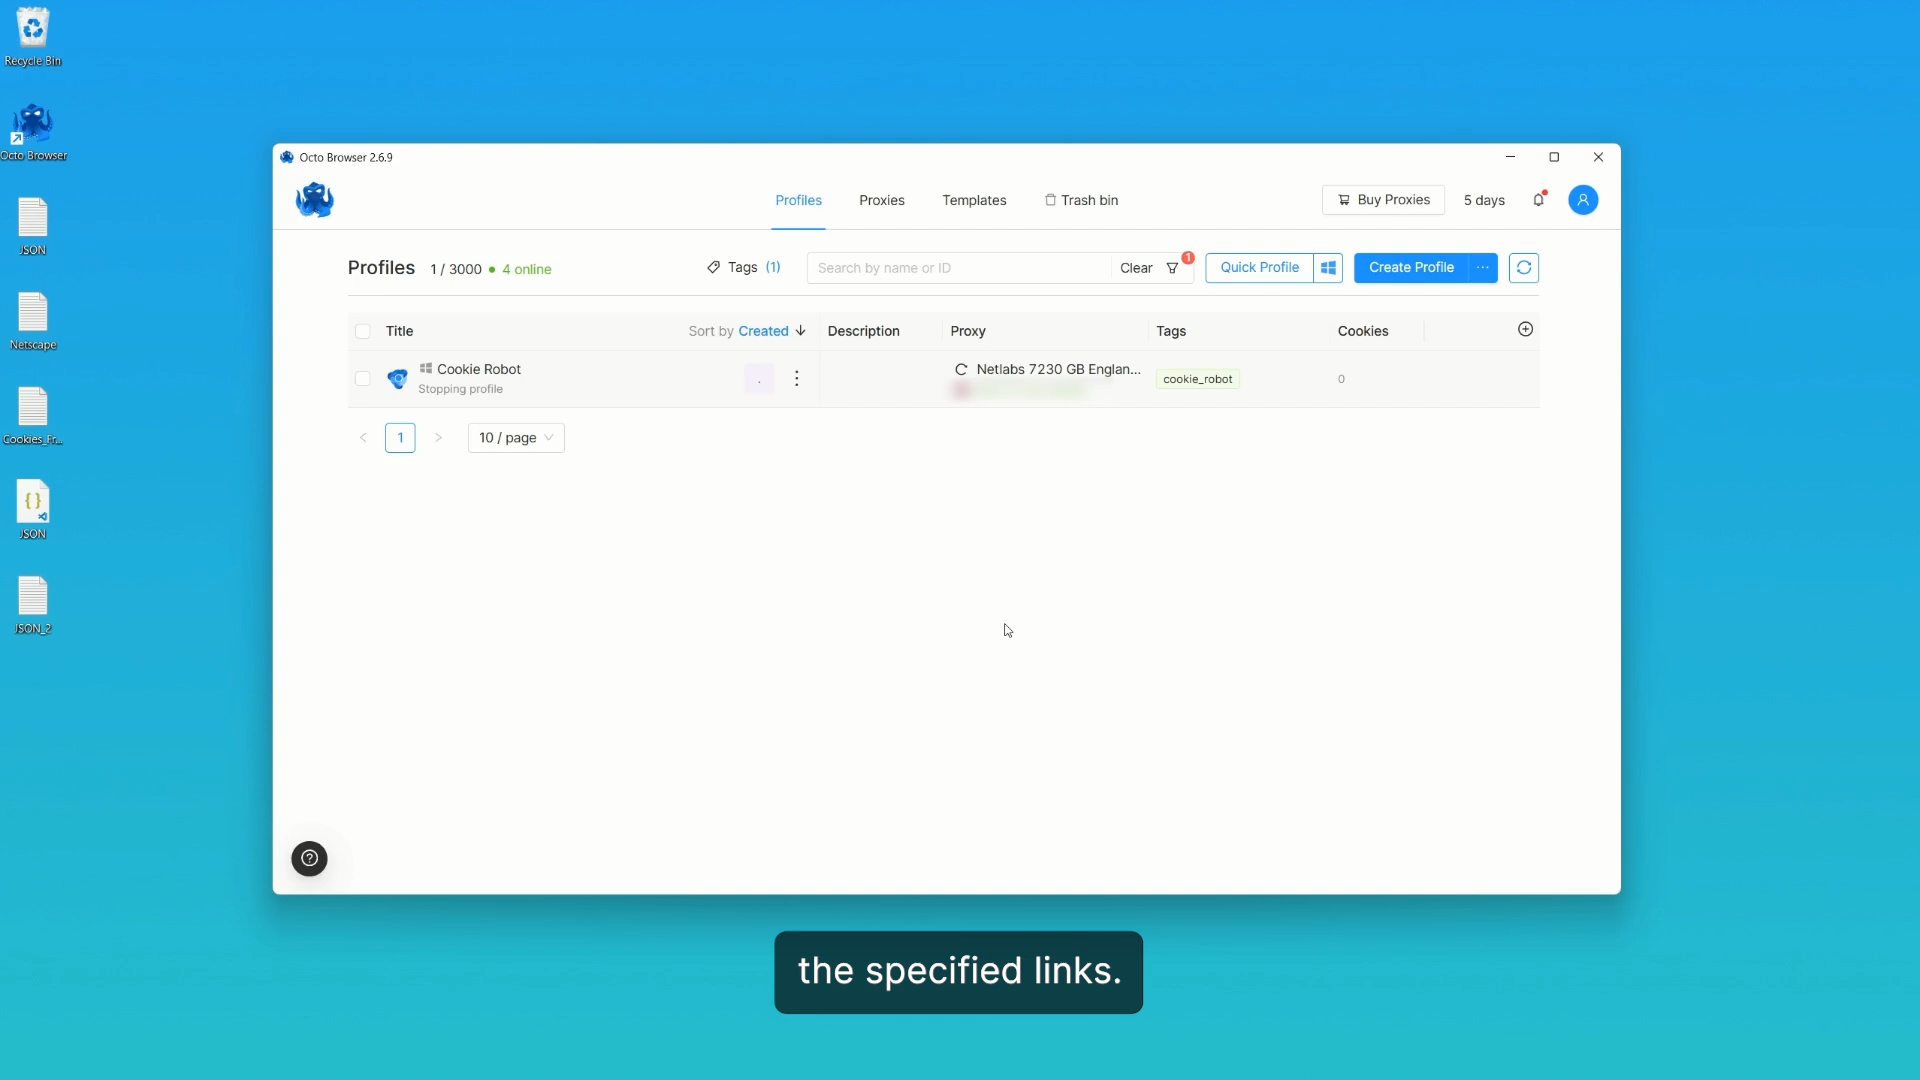 Recycle Bin
Octo Browser
JSON
Netscape
Cookies_Fr...
JSON
JSON_2
Octo Browser 2.6.9
Profiles
Proxies
Templates
Trash bin
Buy Proxies
5 days
Profiles 1 / 3000 4 online
Tags (1)
Search by name or ID
Clear
1
Quick Profile
Create Profile ...
Title
Sort by Created
Description
Proxy
Tags
Cookies
Cookie Robot
Stopping profile
Netlabs 7230 GB Englan...
cookie_robot
0
< 1 >
10 / page
the specified links.